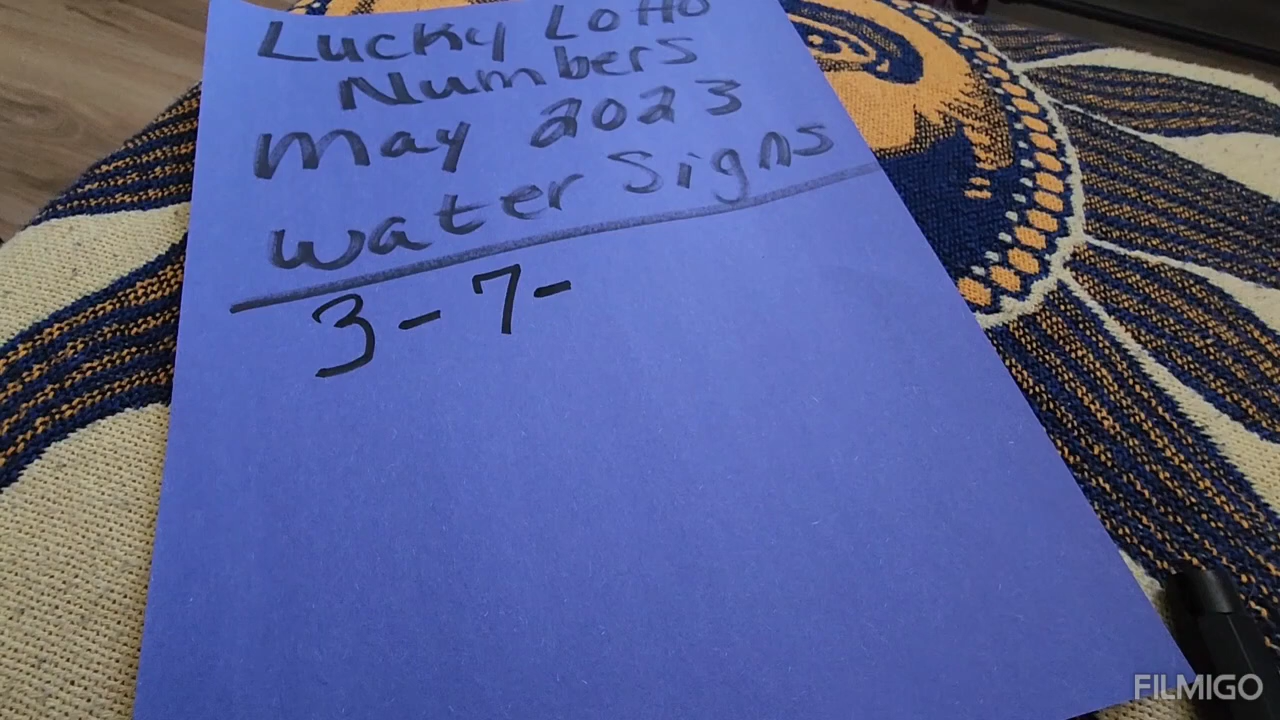 Lucky Lotto
Numbers
May 2023
Water Signs
3-7-
FILMIGO